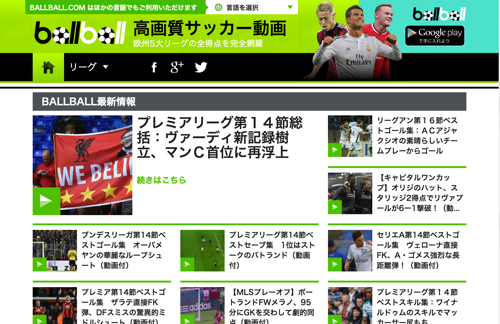 BALLBALL.COM はほかの言語でもご利用いただけます
言語を選択
ballball
高画質サッカー動画
欧州5大リーグの全得点を完全網羅
ballball
Google play
で手に入れよう
リーグ
BALLBALL最新情報
WE BELI
プレミアリーグ第１４節総
括：ヴァーディ新記録樹
立、マンＣ首位に再浮上
続きはこちら
リーグアン第１６節ベス
トゴール集：ＡＣアジャ
クシオの素晴らしいチー
ムプレーからゴール
【キャピタルワンカッ
プ】オリジのハット、ス
タリッジ2得点でリヴァプ
ールが6ー1撃破！（動...
ブンデスリーガ第14節ベ
ストゴール集　オーバメ
ヤンの華麗なループシュ
ート（動画付）
プレミアリーグ第14節ベ
ストセーブ集　1位はスト
ークのバトランド（動画
付）
セリエA第14節ベストゴ
ール集　ヴェローナ直接
FK、A・ゴメス強烈な長
距離弾！（動画付）
プレミア第14節ベストゴ
ール集　ザラテ直接FK
弾、DFスミスの驚異的ミ
ドルシュート（動画付）
【MLSプレーオフ】ポー
トランドFWメラノ、95
分にGKを交わして劇的同
点（動画付）
プレミアリーグ第１４節
ベストスキル集：ワイナ
ルドゥムのスキルでマッ